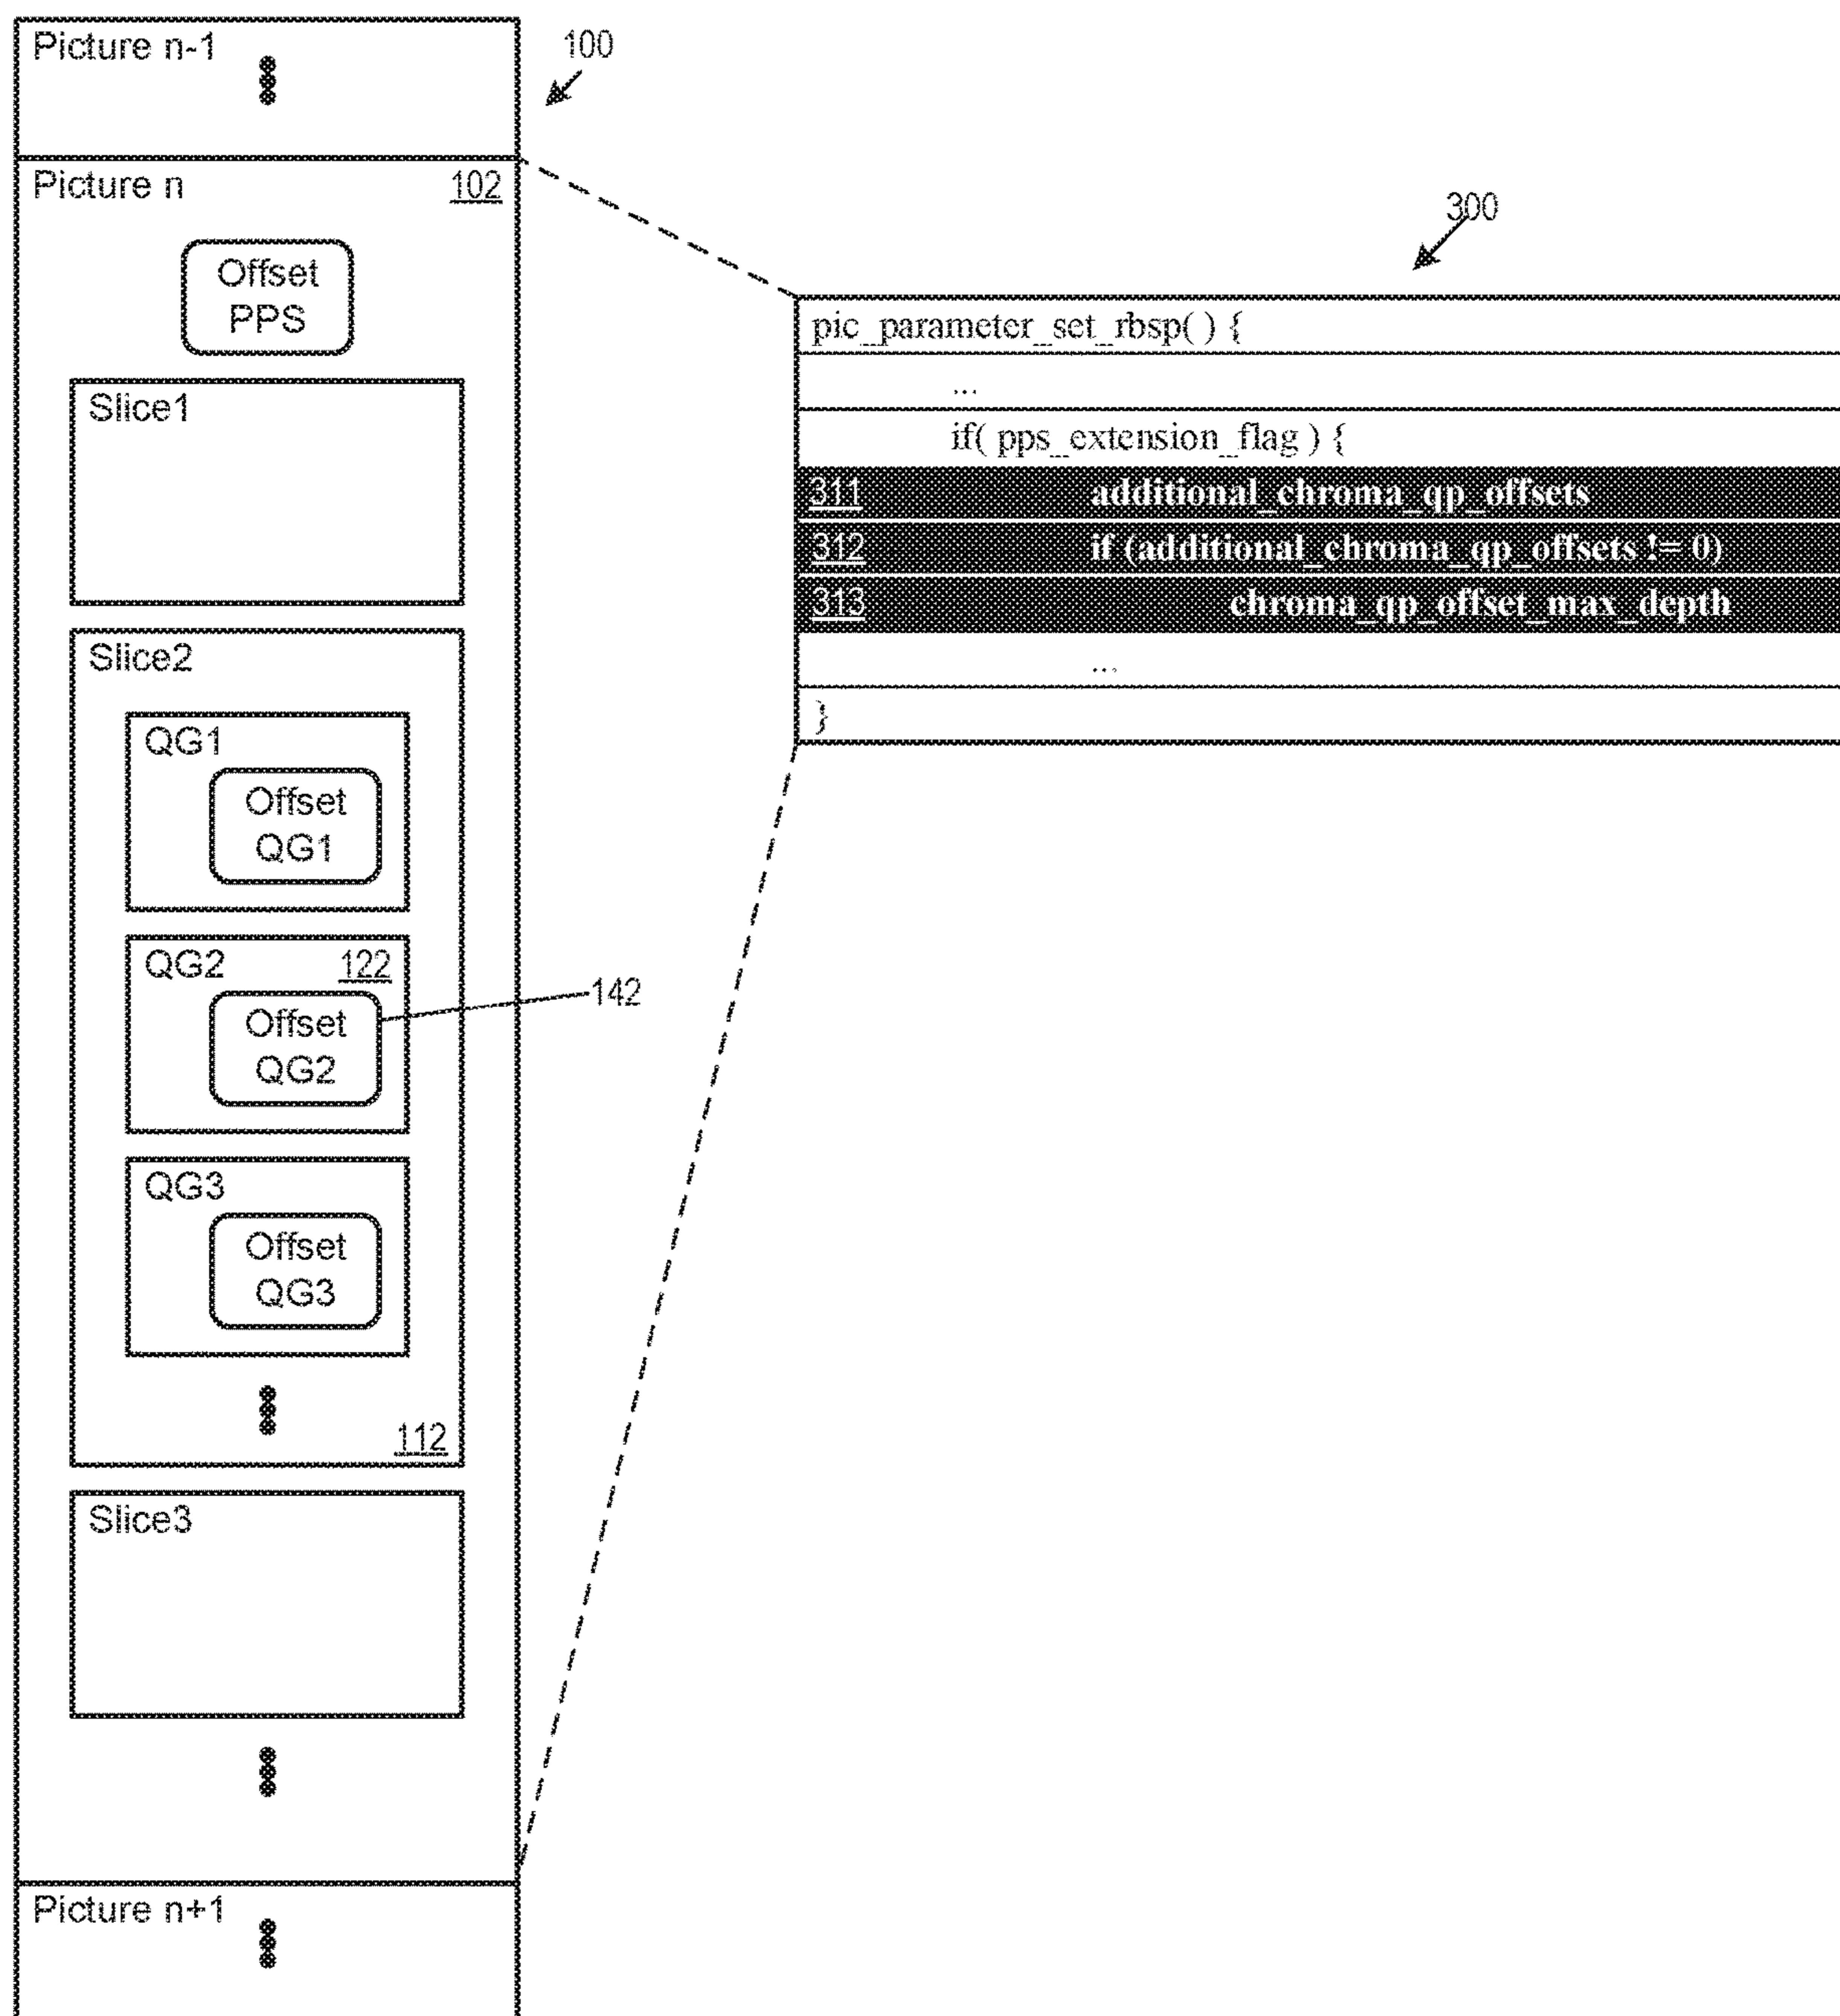 Picture n-1
100
Picture n
102
Offset
PPS
Slice1
Slice2
QG1
Offset
QG1
QG2
122
Offset
QG2
142
QG3
Offset
QG3
112
Slice3
Picture n+1
300
pic_parameter_set_rbsp( ) {
...
if( pps_extension_flag ) {
311 additional_chroma_qp_offsets
312 if (additional_chroma_qp_offsets != 0)
313 chroma_qp_offset_max_depth
...
}